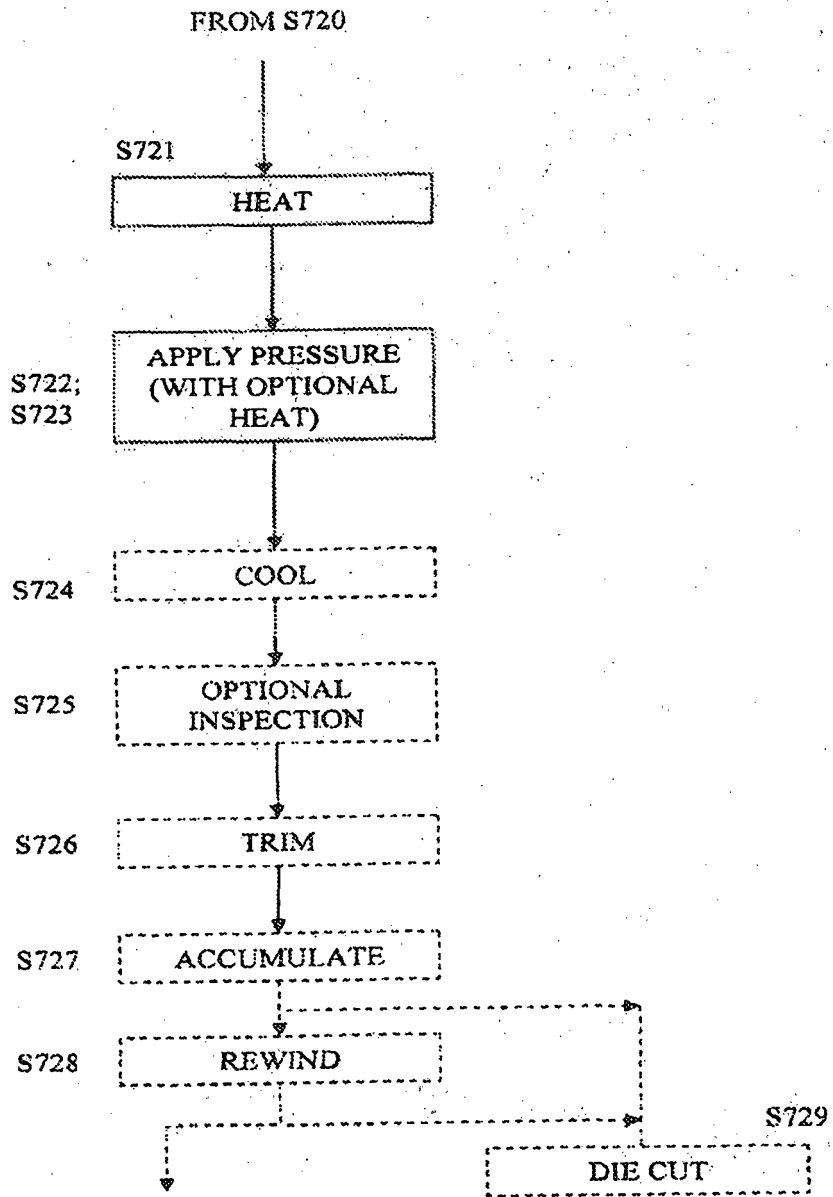 FROM S720
S721
HEAT
S722;
S723
APPLY PRESSURE
(WITH OPTIONAL
HEAT)
S724
COOL
S725
OPTIONAL
INSPECTION
S726
TRIM
S727
ACCUMULATE
S728
REWIND
S729
DIE CUT